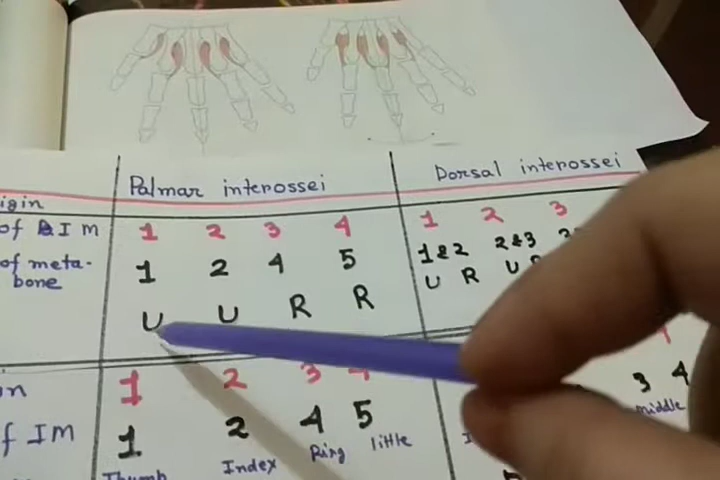 Palmar interossei Dorsal interossei
igin
of IM 1 2 3 4 1 2 3
of meta- 1 2 4 5 1&2 2&3
bone U R U
U U R R
n 1 2 3 4
f IM 1 2 4 5 3 4
Thumb Index Ring little middle